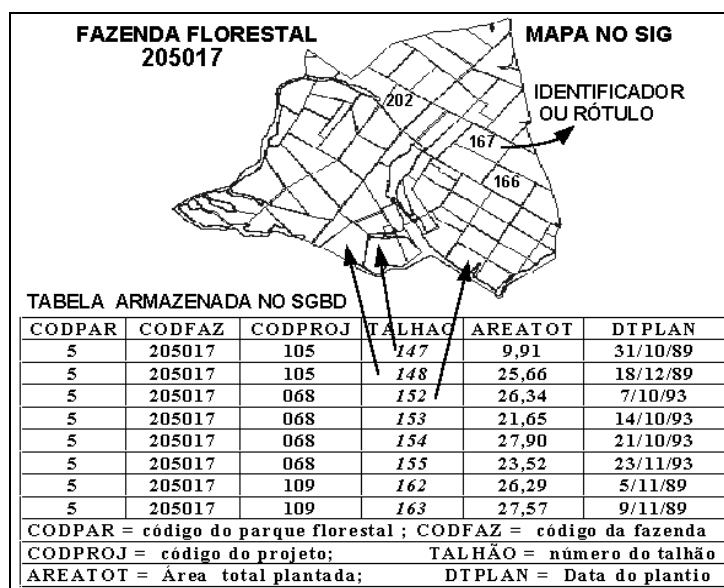 FAZENDA FLORESTAL
205017
MAPA NO SIG
202
IDENTIFICADOR
OU RÓTULO
167
166
TABELA ARMAZENADA NO SGBD
CODPAR CODFAZ CODPROJ TALHAO AREATOT DTPLAN
5 205017 105 147 9,91 31/10/89
5 205017 105 148 25,66 18/12/89
5 205017 068 152 26,34 7/10/93
5 205017 068 153 21,65 14/10/93
5 205017 068 154 27,90 21/10/93
5 205017 068 155 23,52 23/11/93
5 205017 109 162 26,29 5/11/89
5 205017 109 163 27,57 9/11/89
CODPAR = código do parque florestal ; CODFAZ = código da fazenda
CODPROJ = código do projeto; TALHÃO = número do talhão
AREATOT = Área total plantada; DTPLAN = Data do plantio